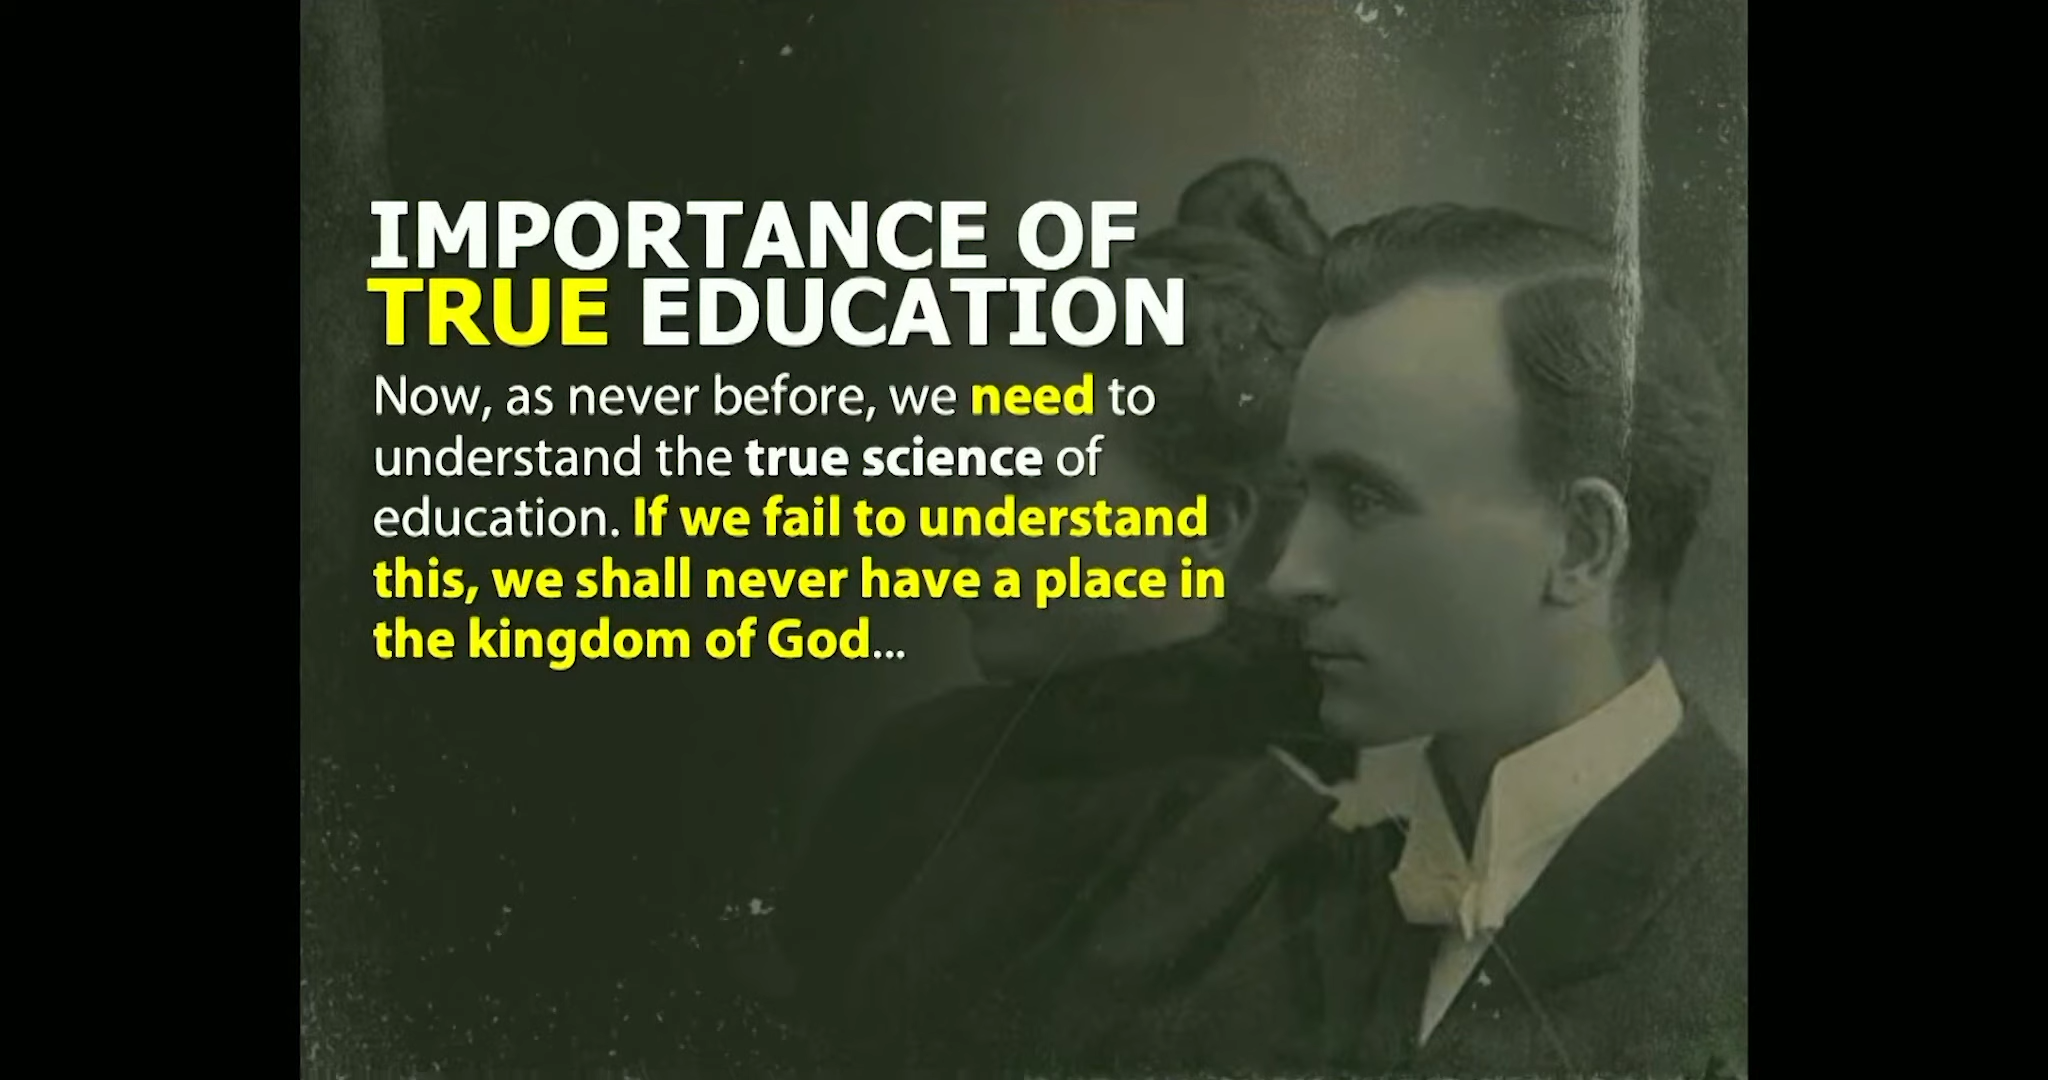 IMPORTANCE OF
TRUE EDUCATION
Now, as never before, we need to
understand the true science of
education. If we fail to understand
this, we shall never have a place in
the kingdom of God...